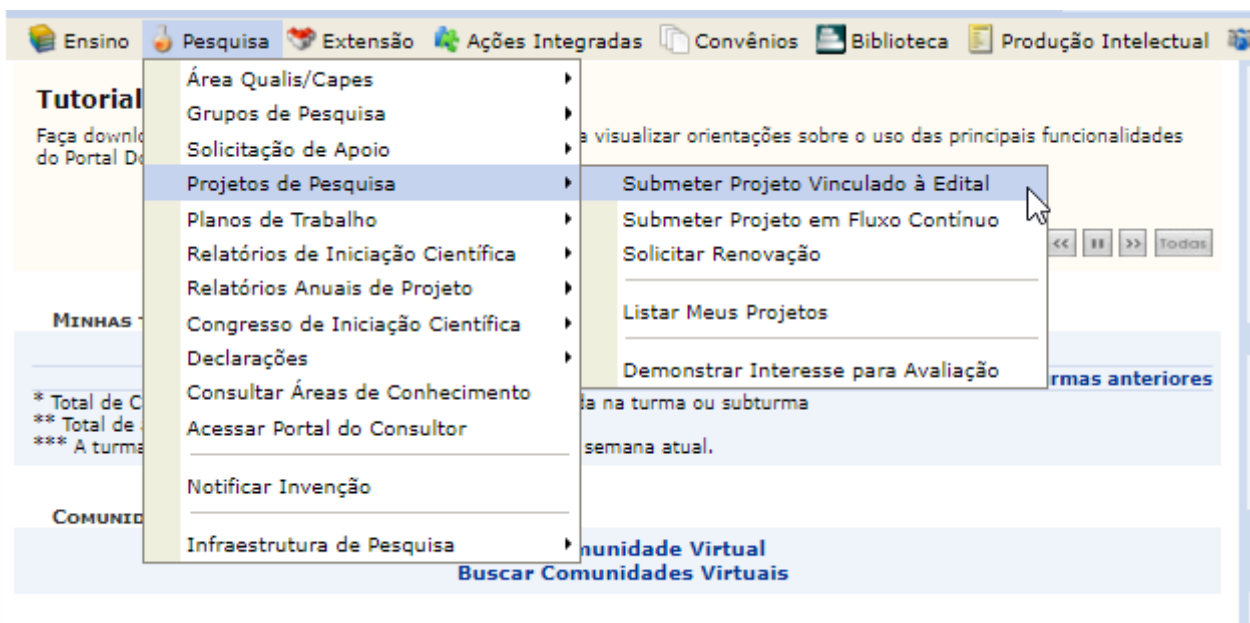 Ensino Pesquisa Extensão Ações Integradas Convênios Biblioteca Produção Intelectual
Tutorial
Faça a visualizar orientações sobre o uso das principais funcionalidades
do Portal
Área Qualis/Capes
Grupos de Pesquisa
Solicitação de Apoio
Projetos de Pesquisa
Planos de Trabalho
Relatórios de Iniciação Científica
Relatórios Anuais de Projeto
Congresso de Iniciação Científica
Declarações
Consultar Áreas de Conhecimento
Acessar Portal do Consultor
Notificar Invenção
Infraestrutura de Pesquisa
Submeter Projeto Vinculado à Edital
Submeter Projeto em Fluxo Contínuo
Solicitar Renovação
Listar Meus Projetos
Demonstrar Interesse para Avaliação
<< >> Todas
MINHAS
rmas anteriores
* Total de na turma ou subturma
** Total de
*** A turma semana atual.
COMUNID
munidade Virtual
Buscar Comunidades Virtuais